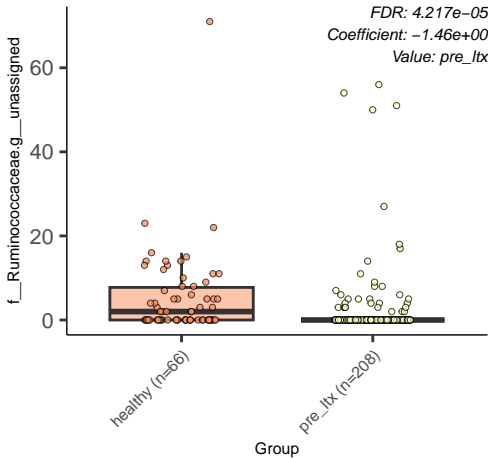 FDR: 4.217e−05
Coefficient: −1.46e+00
Value: pre_ltx
f__Ruminococcaceae.g__unassigned
60
40
20
0
healthy (n=66)
pre_ltx (n=208)
Group